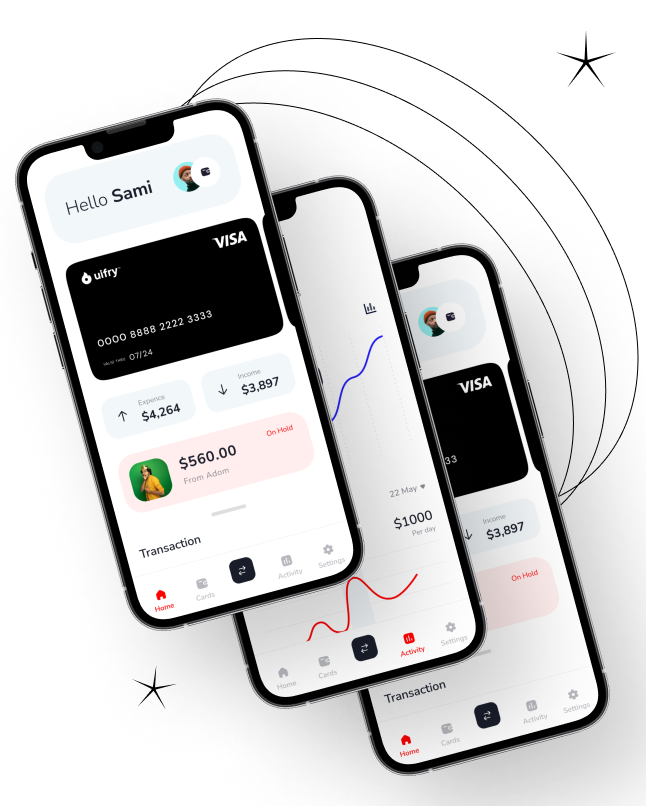 Hello Sami
uifry™
VISA
0000 8888 2222 3333
VALID THRU 07/24
Expence
$4,264
Income
$3,897
$560.00
From Adom
On Hold
Transaction
Home
Cards
Activity
Settings
22 May
$1000
Per day
Home
Cards
Activity
Settings
VISA
33
Income
$3,897
On Hold
Transaction
Home
Cards
Activity
Settings